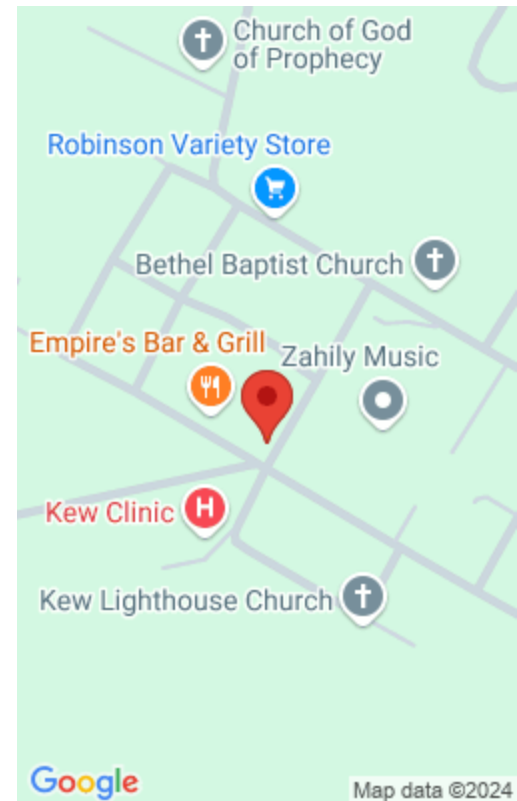 Church of God
of Prophecy
Robinson Variety Store
Bethel Baptist Church
Empire's Bar & Grill
Zahily Music
Kew Clinic
H
Kew Lighthouse Church
Google
Map data ©2024